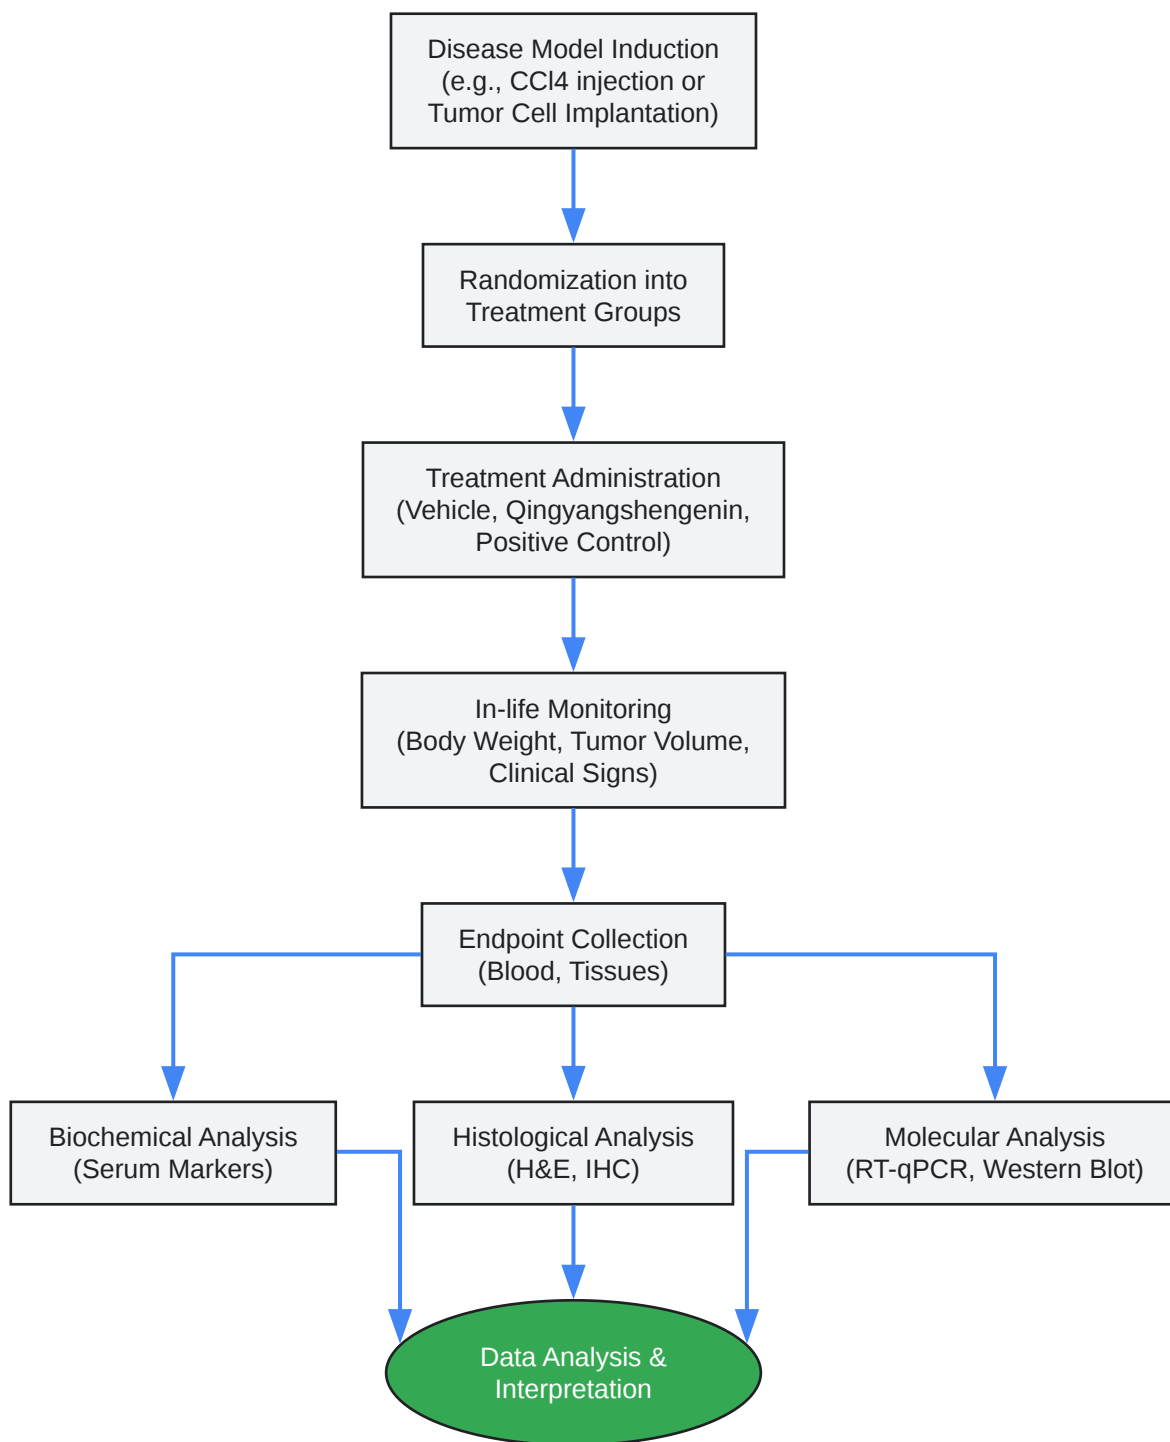 Disease Model Induction
(e.g., CCl4 injection or
Tumor Cell Implantation)
Randomization into
Treatment Groups
Treatment Administration
(Vehicle, Qingyangshengenin,
Positive Control)
In-life Monitoring
(Body Weight, Tumor Volume,
Clinical Signs)
Endpoint Collection
(Blood, Tissues)
Biochemical Analysis
(Serum Markers)
Histological Analysis
(H&E, IHC)
Molecular Analysis
(RT-qPCR, Western Blot)
Data Analysis &
Interpretation